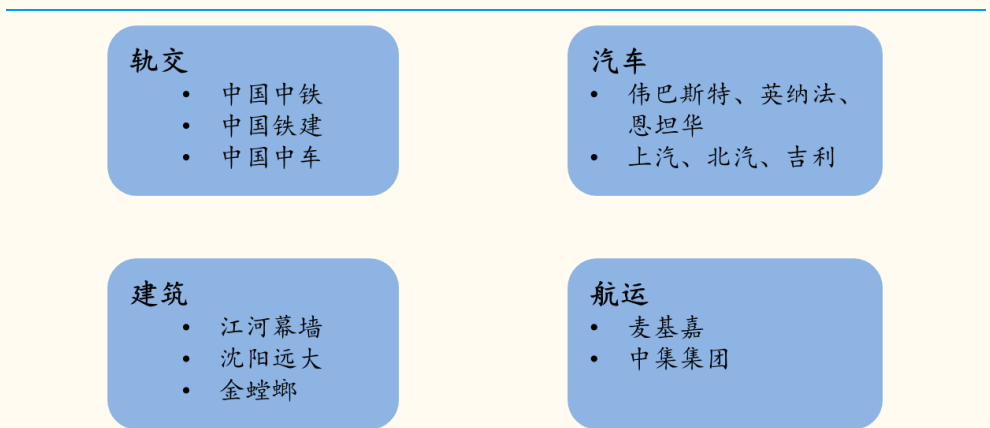 轨交
• 中国中铁
• 中国铁建
• 中国中车
汽车
• 伟巴斯特、英纳法、
恩坦华
• 上汽、北汽、吉利
建筑
• 江河幕墙
• 沈阳远大
• 金螳螂
航运
• 麦基嘉
• 中集集团